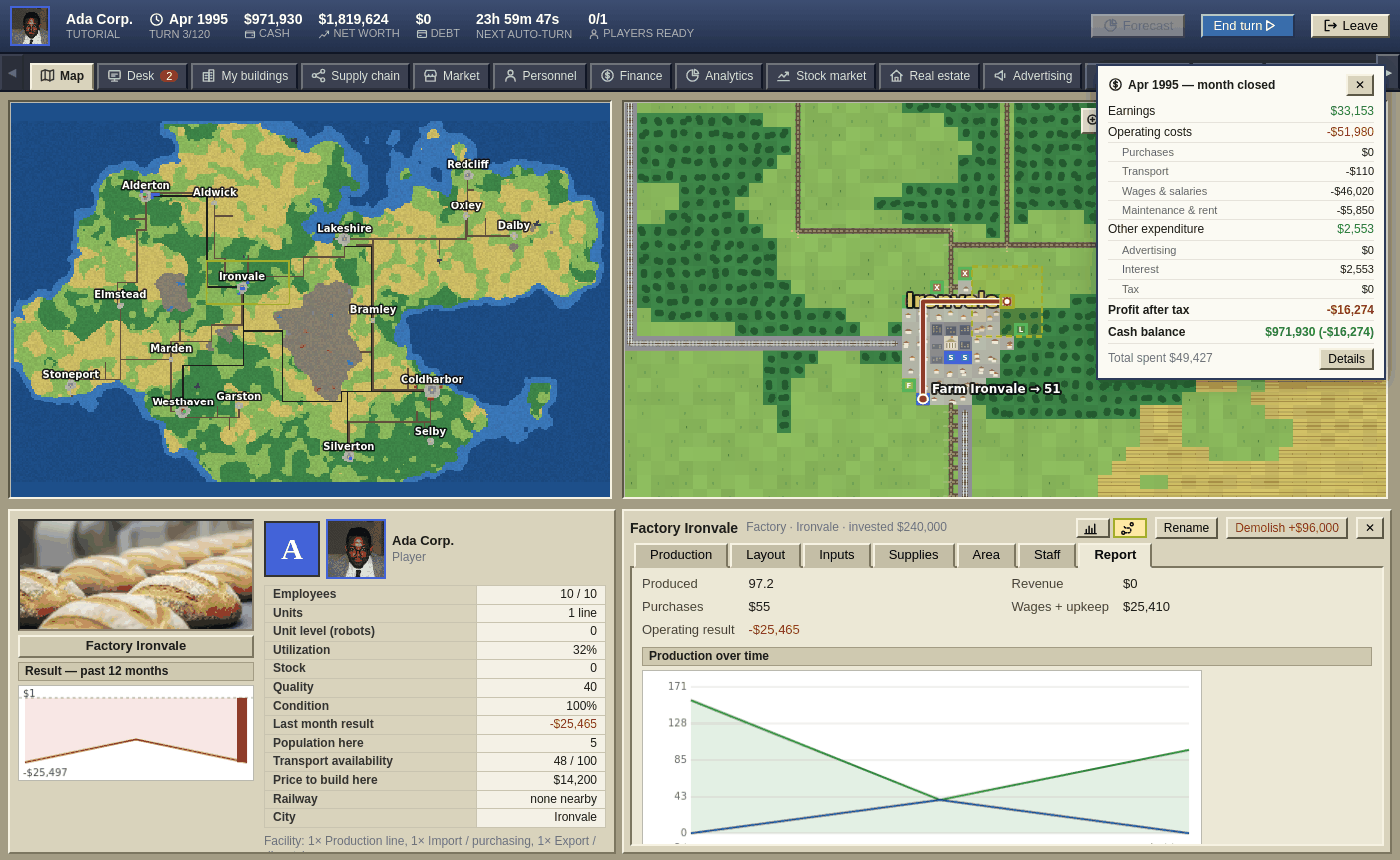 Ada Corp.
TUTORIAL
Apr 1995
TURN 3/120
$971,930
CASH
$1,819,624
NET WORTH
$0
DEBT
23h 59m 47s
NEXT AUTO-TURN
0/1
PLAYERS READY
Forecast
End turn
Leave
Map
Desk 2
My buildings
Supply chain
Market
Personnel
Finance
Analytics
Stock market
Real estate
Advertising
Alderton
Aldwick
Redcliff
Oxley
Dalby
Lakeshire
Ironvale
Elmstead
Bramley
Marden
Stoneport
Westhaven
Garston
Coldharbor
Selby
Silverton
Ironvale
X
X
L
S S
F
Farm Ironvale → 51
Apr 1995 — month closed
Earnings $33,153
Operating costs -$51,980
Purchases $0
Transport -$110
Wages & salaries -$46,020
Maintenance & rent -$5,850
Other expenditure $2,553
Advertising $0
Interest $2,553
Tax $0
Profit after tax -$16,274
Cash balance $971,930 (-$16,274)
Total spent $49,427
Details
Factory Ironvale
Result — past 12 months
$1
-$25,497
A
Ada Corp.
Player
Employees 10 / 10
Units 1 line
Unit level (robots) 0
Utilization 32%
Stock 0
Quality 40
Condition 100%
Last month result -$25,465
Population here 5
Transport availability 48 / 100
Price to build here $14,200
Railway none nearby
City Ironvale
Facility: 1× Production line, 1× Import / purchasing, 1× Export /
Factory Ironvale
Factory · Ironvale · invested $240,000
Rename
Demolish +$96,000
Production
Layout
Inputs
Supplies
Area
Staff
Report
Produced 97.2
Revenue $0
Purchases $55
Wages + upkeep $25,410
Operating result -$25,465
Production over time
171
128
85
43
0